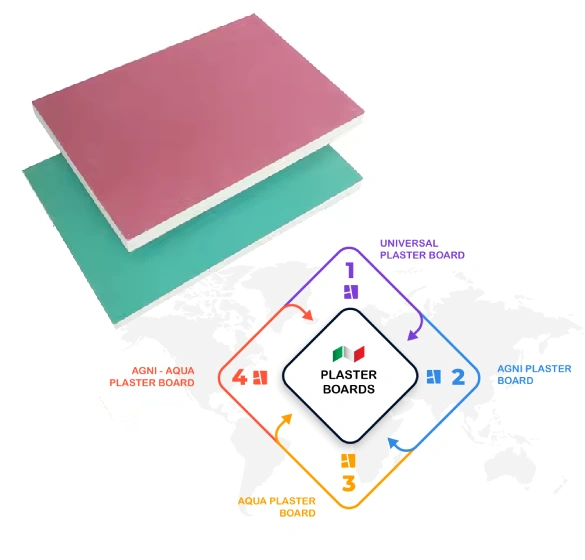 UNIVERSAL
PLASTER BOARD
1
AGNI - AQUA
PLASTER BOARD
4
PLASTER
BOARDS
2
AGNI PLASTER
BOARD
3
AQUA PLASTER
BOARD